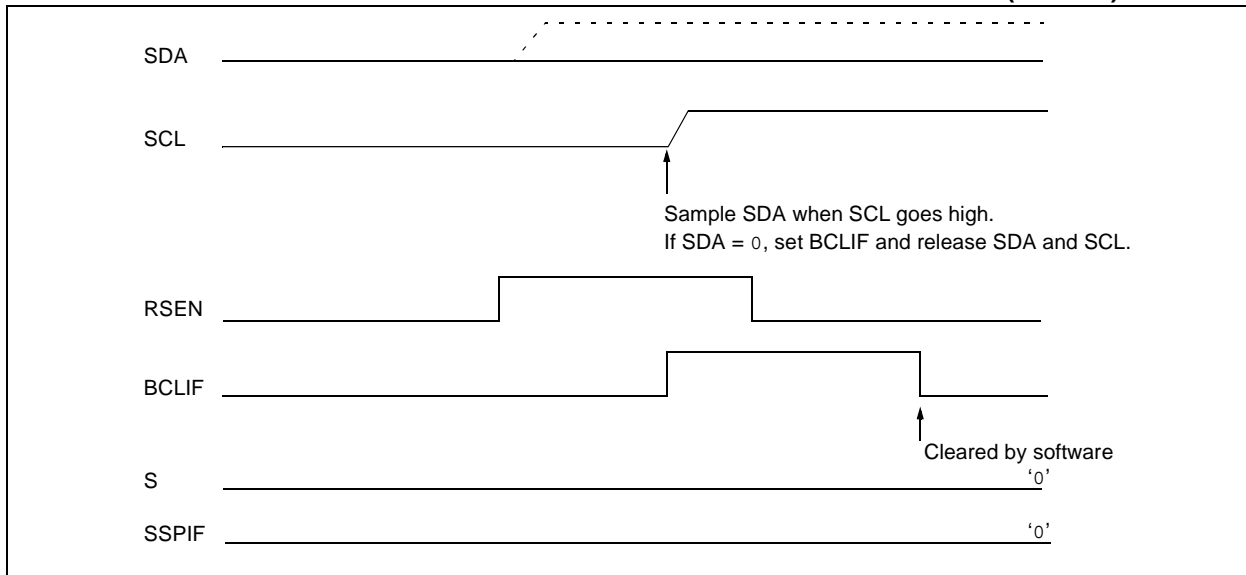 SDA
SCL
Sample SDA when SCL goes high.
If SDA = 0, set BCLIF and release SDA and SCL.
RSEN
BCLIF
Cleared by software
S
‘0’
SSPIF
‘0’